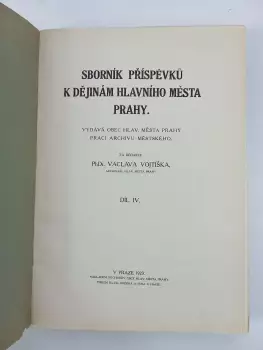 SBORNÍK PŘÍSPĚVKŮ
K DĚJINÁM HLAVNÍHO MĚSTA
PRAHY.
VYDÁVÁ OBEC HLAV. MĚSTA PRAHY
PRACÍ ARCHIVU MĚSTSKÉHO.
ZA REDAKCE
PhDr. VÁCLAVA VOJTÍŠKA,
DÍL IV.
V PRAZE